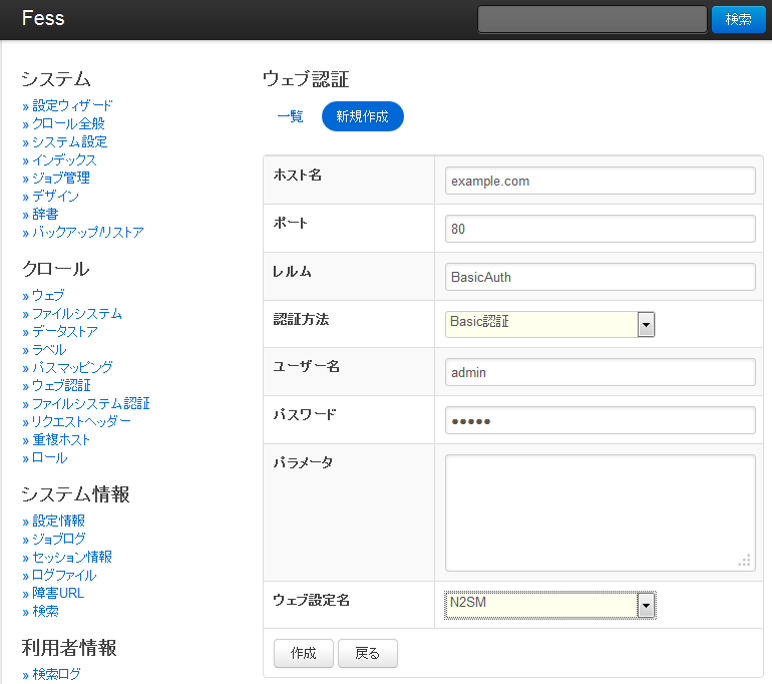 Fess
検索
システム
» 設定ウィザード
» クロール全般
» システム設定
» インデックス
» ジョブ管理
» デザイン
» 辞書
» バックアップ/リストア
クロール
» ウェブ
» ファイルシステム
» データストア
» ラベル
» パスマッピング
» ウェブ認証
» ファイルシステム認証
» リクエストヘッダー
» 重複ホスト
» ロール
システム情報
» 設定情報
» ジョブログ
» セッション情報
» ログファイル
» 障害URL
» 検索
利用者情報
» 検索ログ
ウェブ認証
一覧 新規作成
ホスト名 example.com
ポート 80
レルム BasicAuth
認証方法 Basic認証
ユーザー名 admin
パスワード ●●●●●
パラメータ
ウェブ設定名 N2SM
作成 戻る